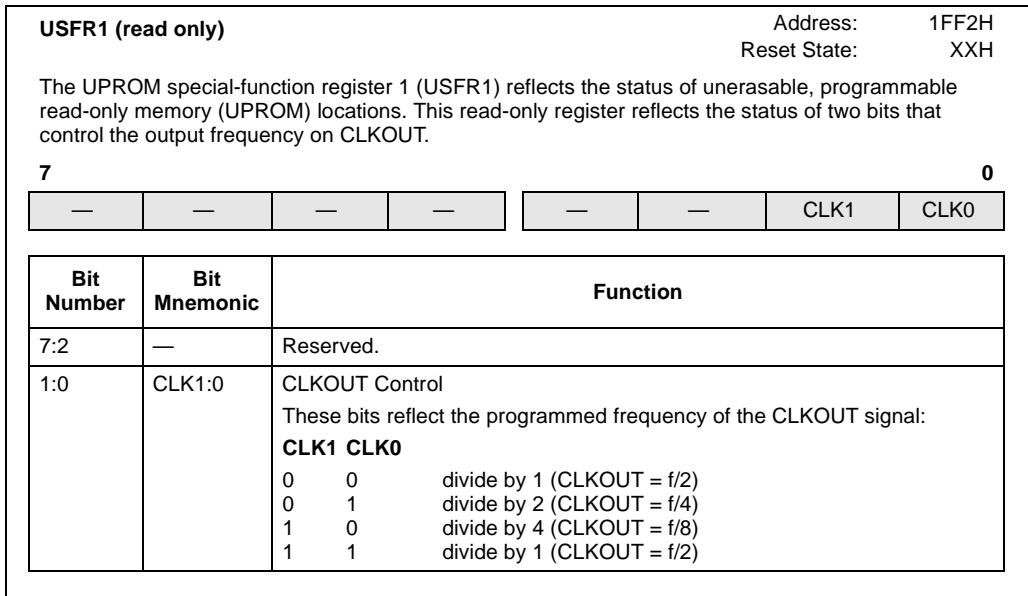 USFR1 (read only) Address: 1FF2H
Reset State: XXH
The UPROM special-function register 1 (USFR1) reflects the status of unerasable, programmable
read-only memory (UPROM) locations. This read-only register reflects the status of two bits that
control the output frequency on CLKOUT.
7 0
— — — — — — CLK1 CLK0
Bit Number Bit Mnemonic Function
7:2 — Reserved.
1:0 CLK1:0 CLKOUT Control
These bits reflect the programmed frequency of the CLKOUT signal:
CLK1 CLK0
0 0 divide by 1 (CLKOUT = f/2)
0 1 divide by 2 (CLKOUT = f/4)
1 0 divide by 4 (CLKOUT = f/8)
1 1 divide by 1 (CLKOUT = f/2)